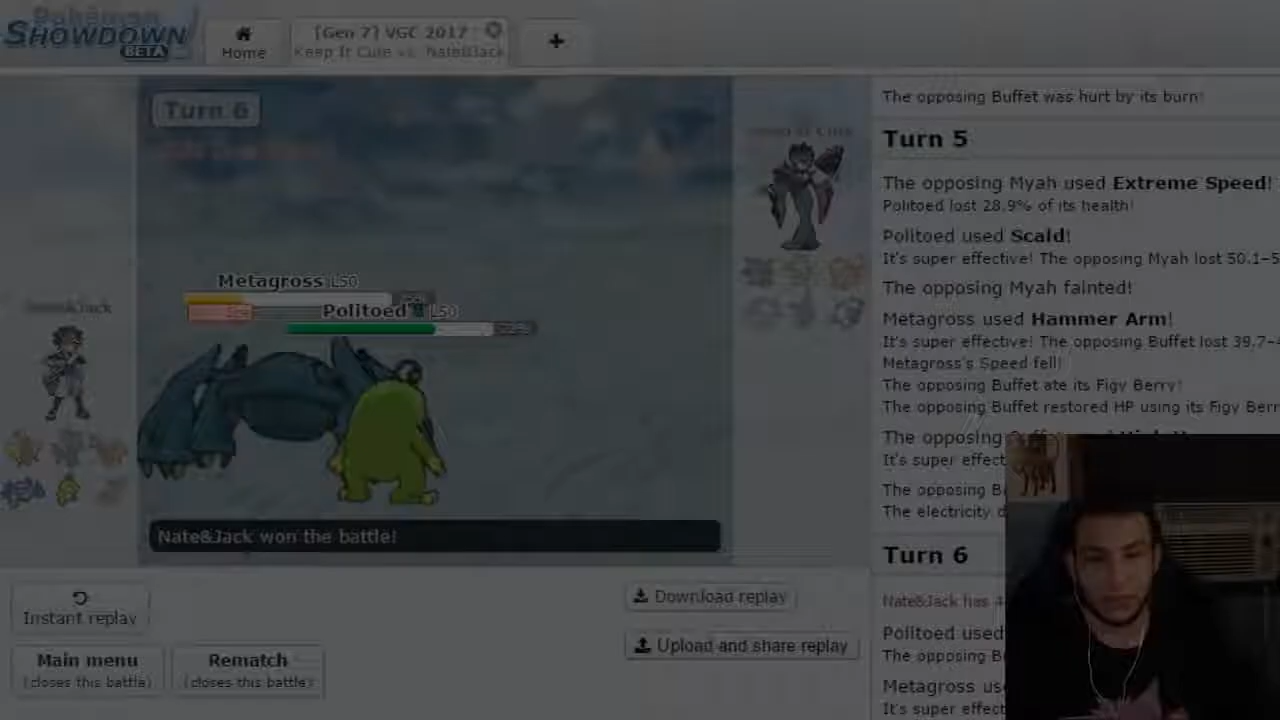 Pokémon
SHOWDOWN
BETA
Home
[Gen 7] VGC 2017
Keep It Cute vs. Nate&Jack
Turn 6
Metagross L50
Politoed L50
Nate&Jack
Nate&Jack won the battle!
Instant replay
Download replay
Upload and share replay
Main menu
(closes this battle)
Rematch
(closes this battle)
The opposing Buffet was hurt by its burn!
Turn 5
The opposing Myah used Extreme Speed!
Politoed lost 28.9% of its health!
Politoed used Scald!
It's super effective! The opposing Myah lost 50.1–5
The opposing Myah fainted!
Metagross used Hammer Arm!
It's super effective! The opposing Buffet lost 39.7–4
Metagross's Speed fell!
The opposing Buffet ate its Figy Berry!
The opposing Buffet restored HP using its Figy Berr
The opposing
It's super effect
The opposing B
The electricity d
Turn 6
Nate&Jack has
Politoed used
The opposing B
Metagross us
It's super effect